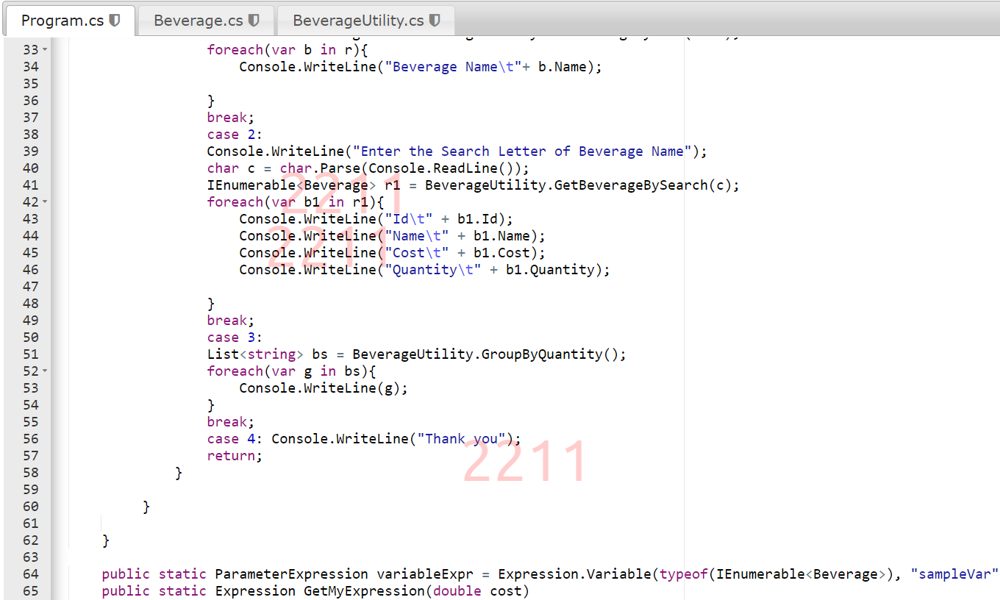 Program.cs Beverage.cs BeverageUtility.cs
33 foreach(var b in r){
34 Console.WriteLine("Beverage Name\t"+ b.Name);
35
36 }
37 break;
38 case 2:
39 Console.WriteLine("Enter the Search Letter of Beverage Name");
40 char c = char.Parse(Console.ReadLine());
41 IEnumerable<Beverage> r1 = BeverageUtility.GetBeverageBySearch(c);
42 foreach(var b1 in r1){
43 Console.WriteLine("Id\t" + b1.Id);
44 Console.WriteLine("Name\t" + b1.Name);
45 Console.WriteLine("Cost\t" + b1.Cost);
46 Console.WriteLine("Quantity\t" + b1.Quantity);
47
48 }
49 break;
50 case 3:
51 List<string> bs = BeverageUtility.GroupByQuantity();
52 foreach(var g in bs){
53 Console.WriteLine(g);
54 }
55 break;
56 case 4: Console.WriteLine("Thank you");
57 return;
58 }
59
60 }
61
62 }
63
64 public static ParameterExpression variableExpr = Expression.Variable(typeof(IEnumerable<Beverage>), "sampleVar"
65 public static Expression GetMyExpression(double cost)
2211
2211
2211